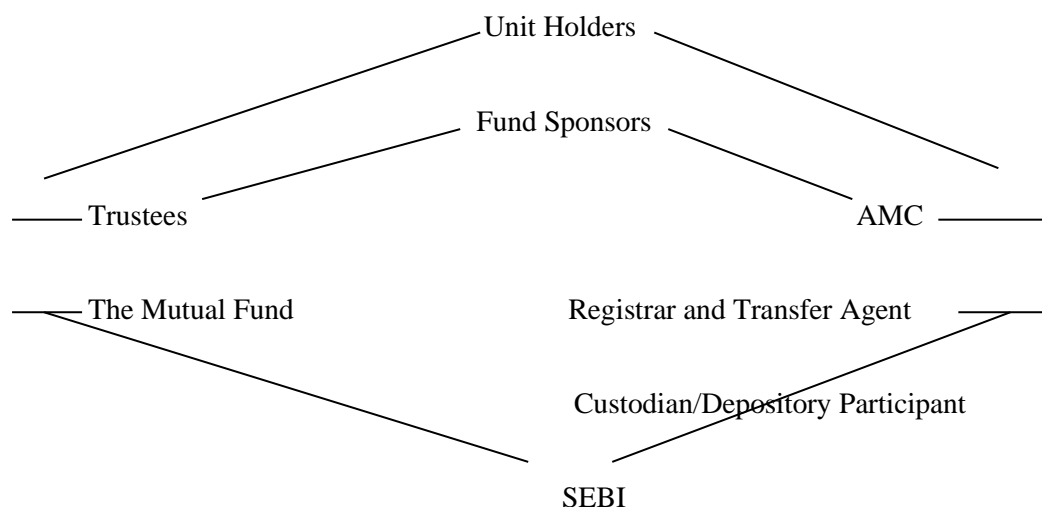 Unit Holders
Fund Sponsors
Trustees
AMC
The Mutual Fund
Registrar and Transfer Agent
Custodian/Depository Participant
SEBI